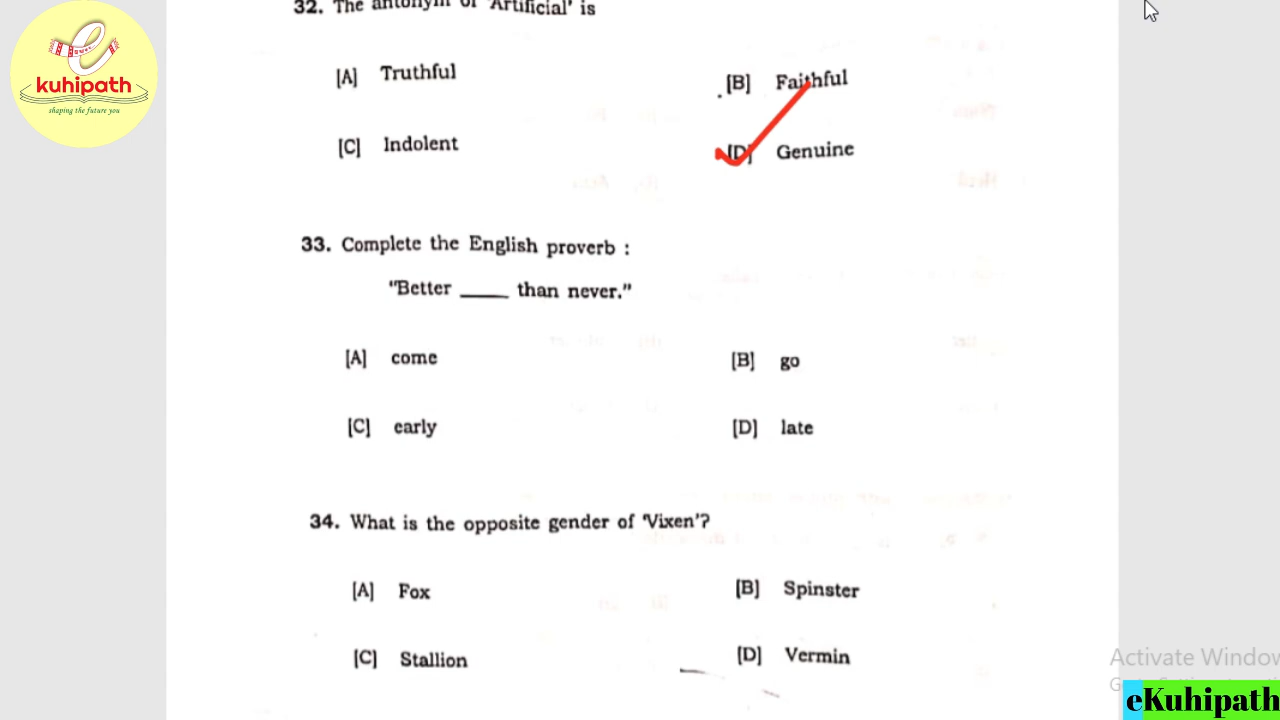 kuhipath
shaping the future you
32. The antonym of 'Artificial' is
[A] Truthful
[B] Faithful
[C] Indolent
[D] Genuine
33. Complete the English proverb :
"Better ____ than never."
[A] come
[B] go
[C] early
[D] late
34. What is the opposite gender of 'Vixen'?
[A] Fox
[B] Spinster
[C] Stallion
[D] Vermin
Activate Window
eKuhipath